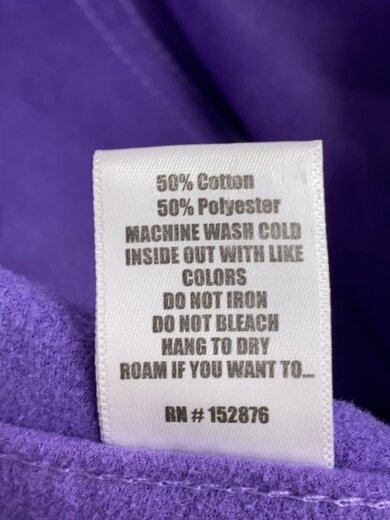 50% Cotton
50% Polyester
MACHINE WASH COLD
INSIDE OUT WITH LIKE
COLORS
DO NOT IRON
DO NOT BLEACH
HANG TO DRY
ROAM IF YOU WANT TO...
RN # 152876